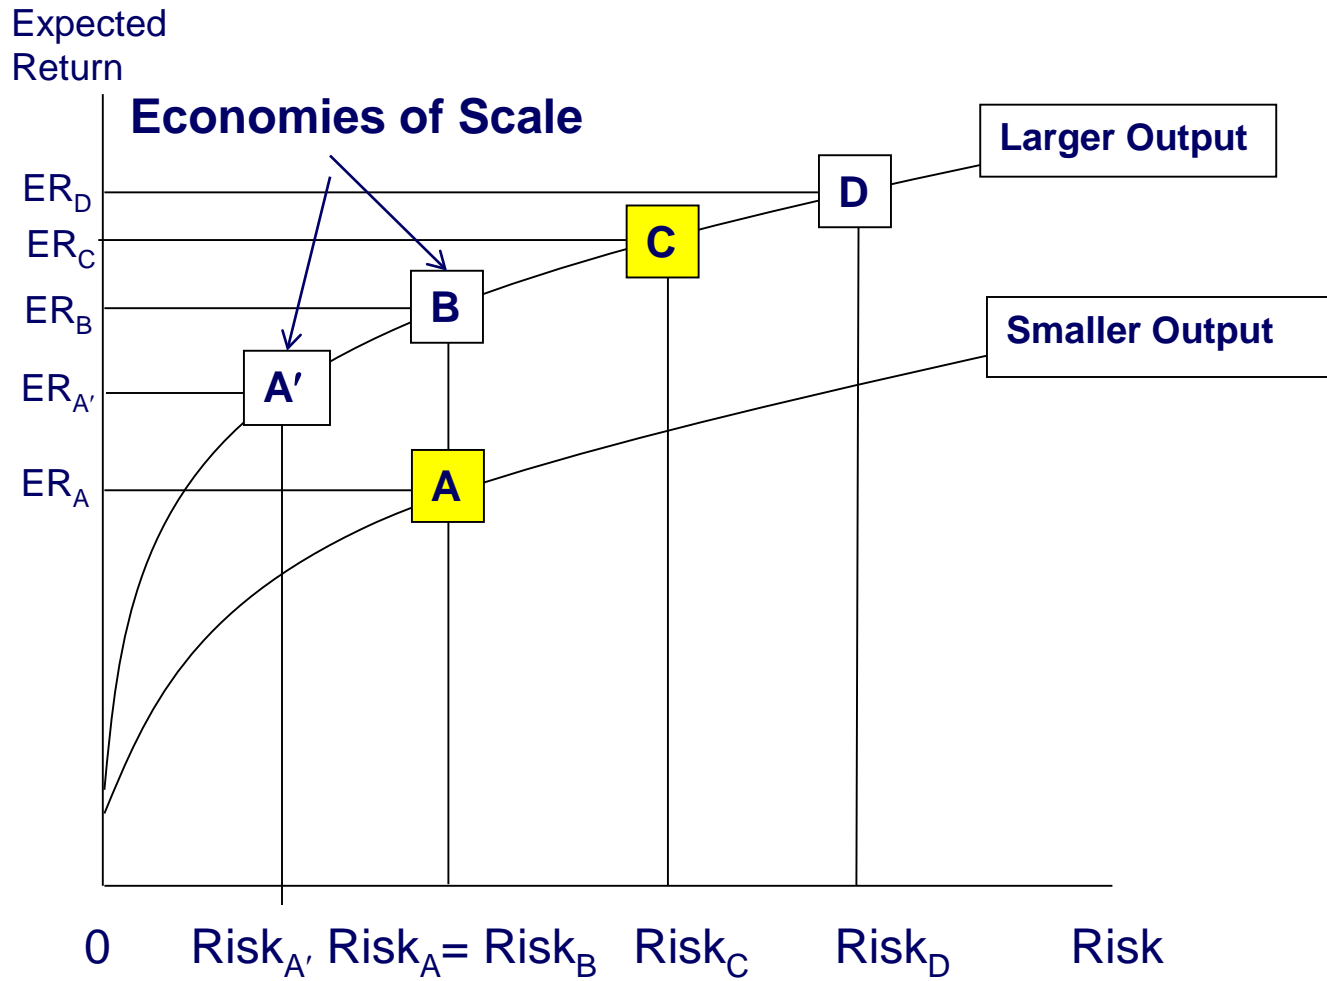 Expected
Return
Economies of Scale
Larger Output
ER_D
D
ER_C
C
ER_B
B
Smaller Output
ER_A′
A′
ER_A
A
0 Risk_A′ Risk_A= Risk_B Risk_C Risk_D Risk